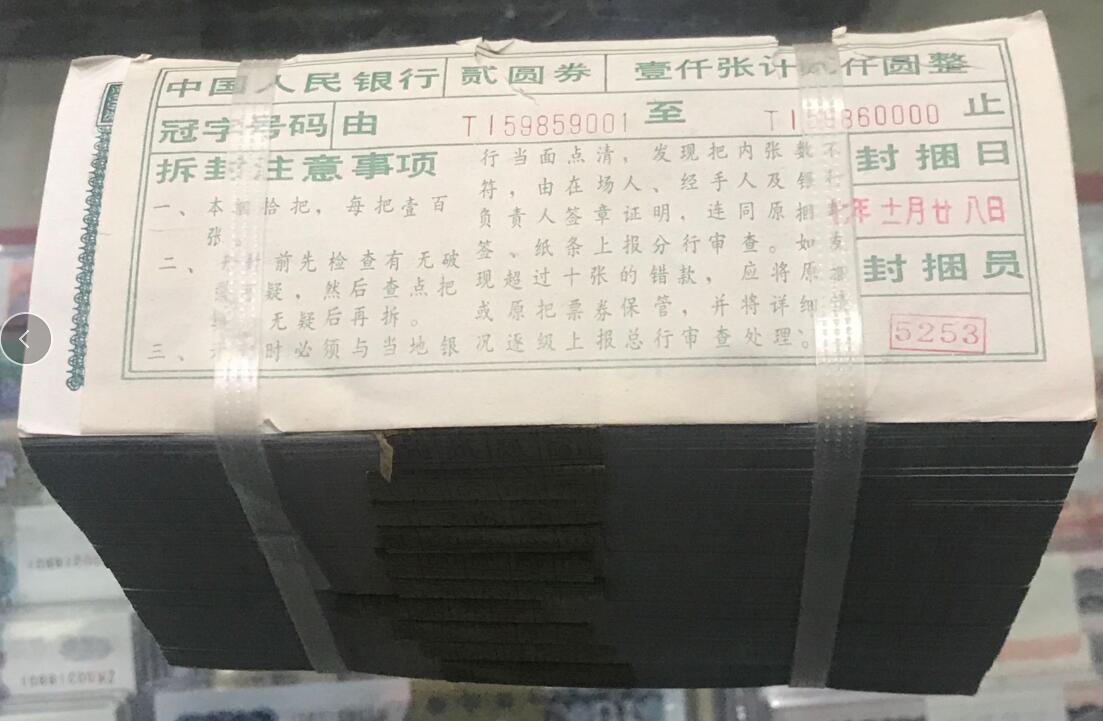 中国人民银行 贰圆券 壹仟张计贰仟圆整
冠字号码 由 TI59859001 至 TI59860000 止
拆封注意事项
一、本捆拾把，每把壹百
张。
二、 前先检查有无破
疑，然后查点把
无疑后再拆。
三、 时必须与当地银
行当面点清，发现把内张数不
符，由在场人、经手人及银行
负责人签章证明，连同原捆封
签、纸条上报分行审查。如发
现超过十张的错款，应将原捆
或原把票券保管，并将详细情
况逐级上报总行审查处理。
封捆日
年十一月廿八日
封捆员
5253